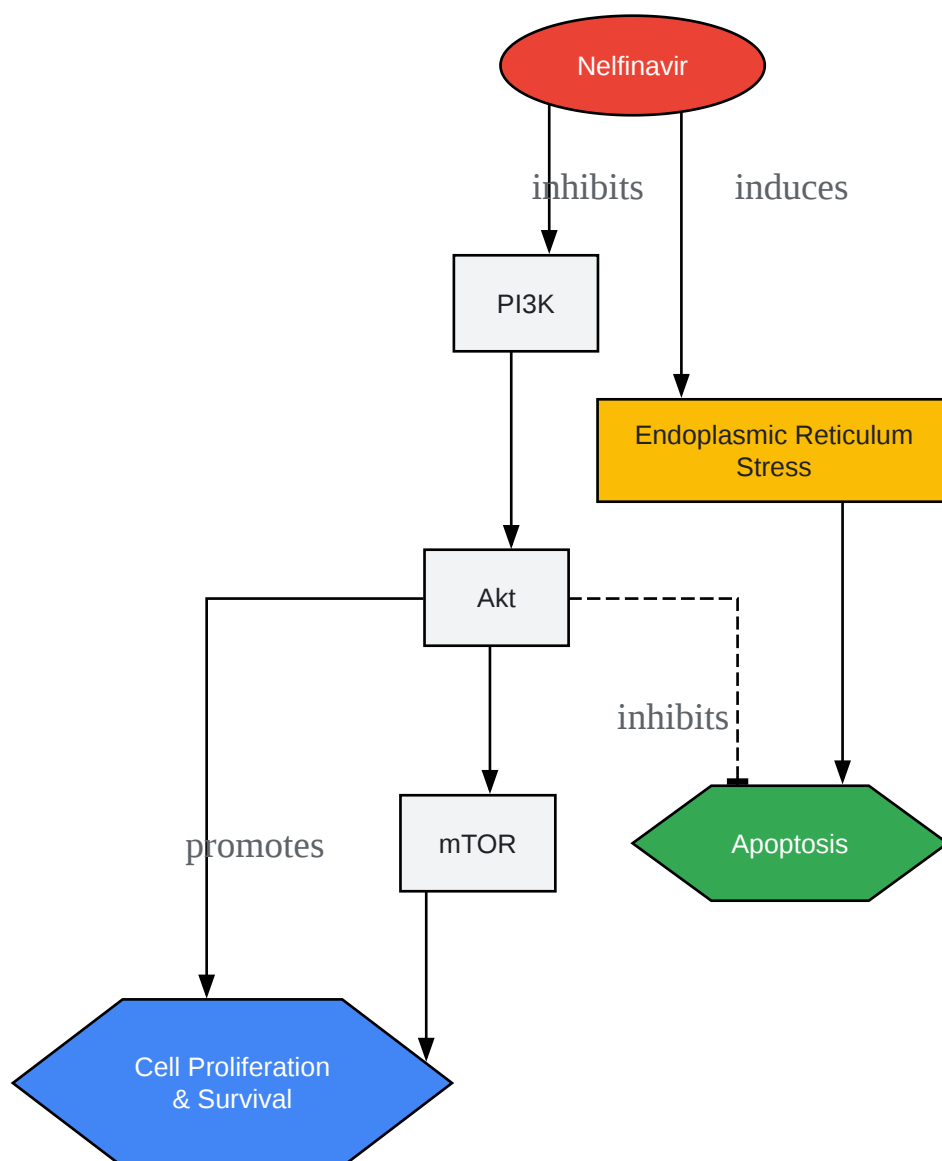 Nelfinavir
inhibits
induces
PI3K
Endoplasmic Reticulum
Stress
Akt
inhibits
promotes
mTOR
Apoptosis
Cell Proliferation
& Survival